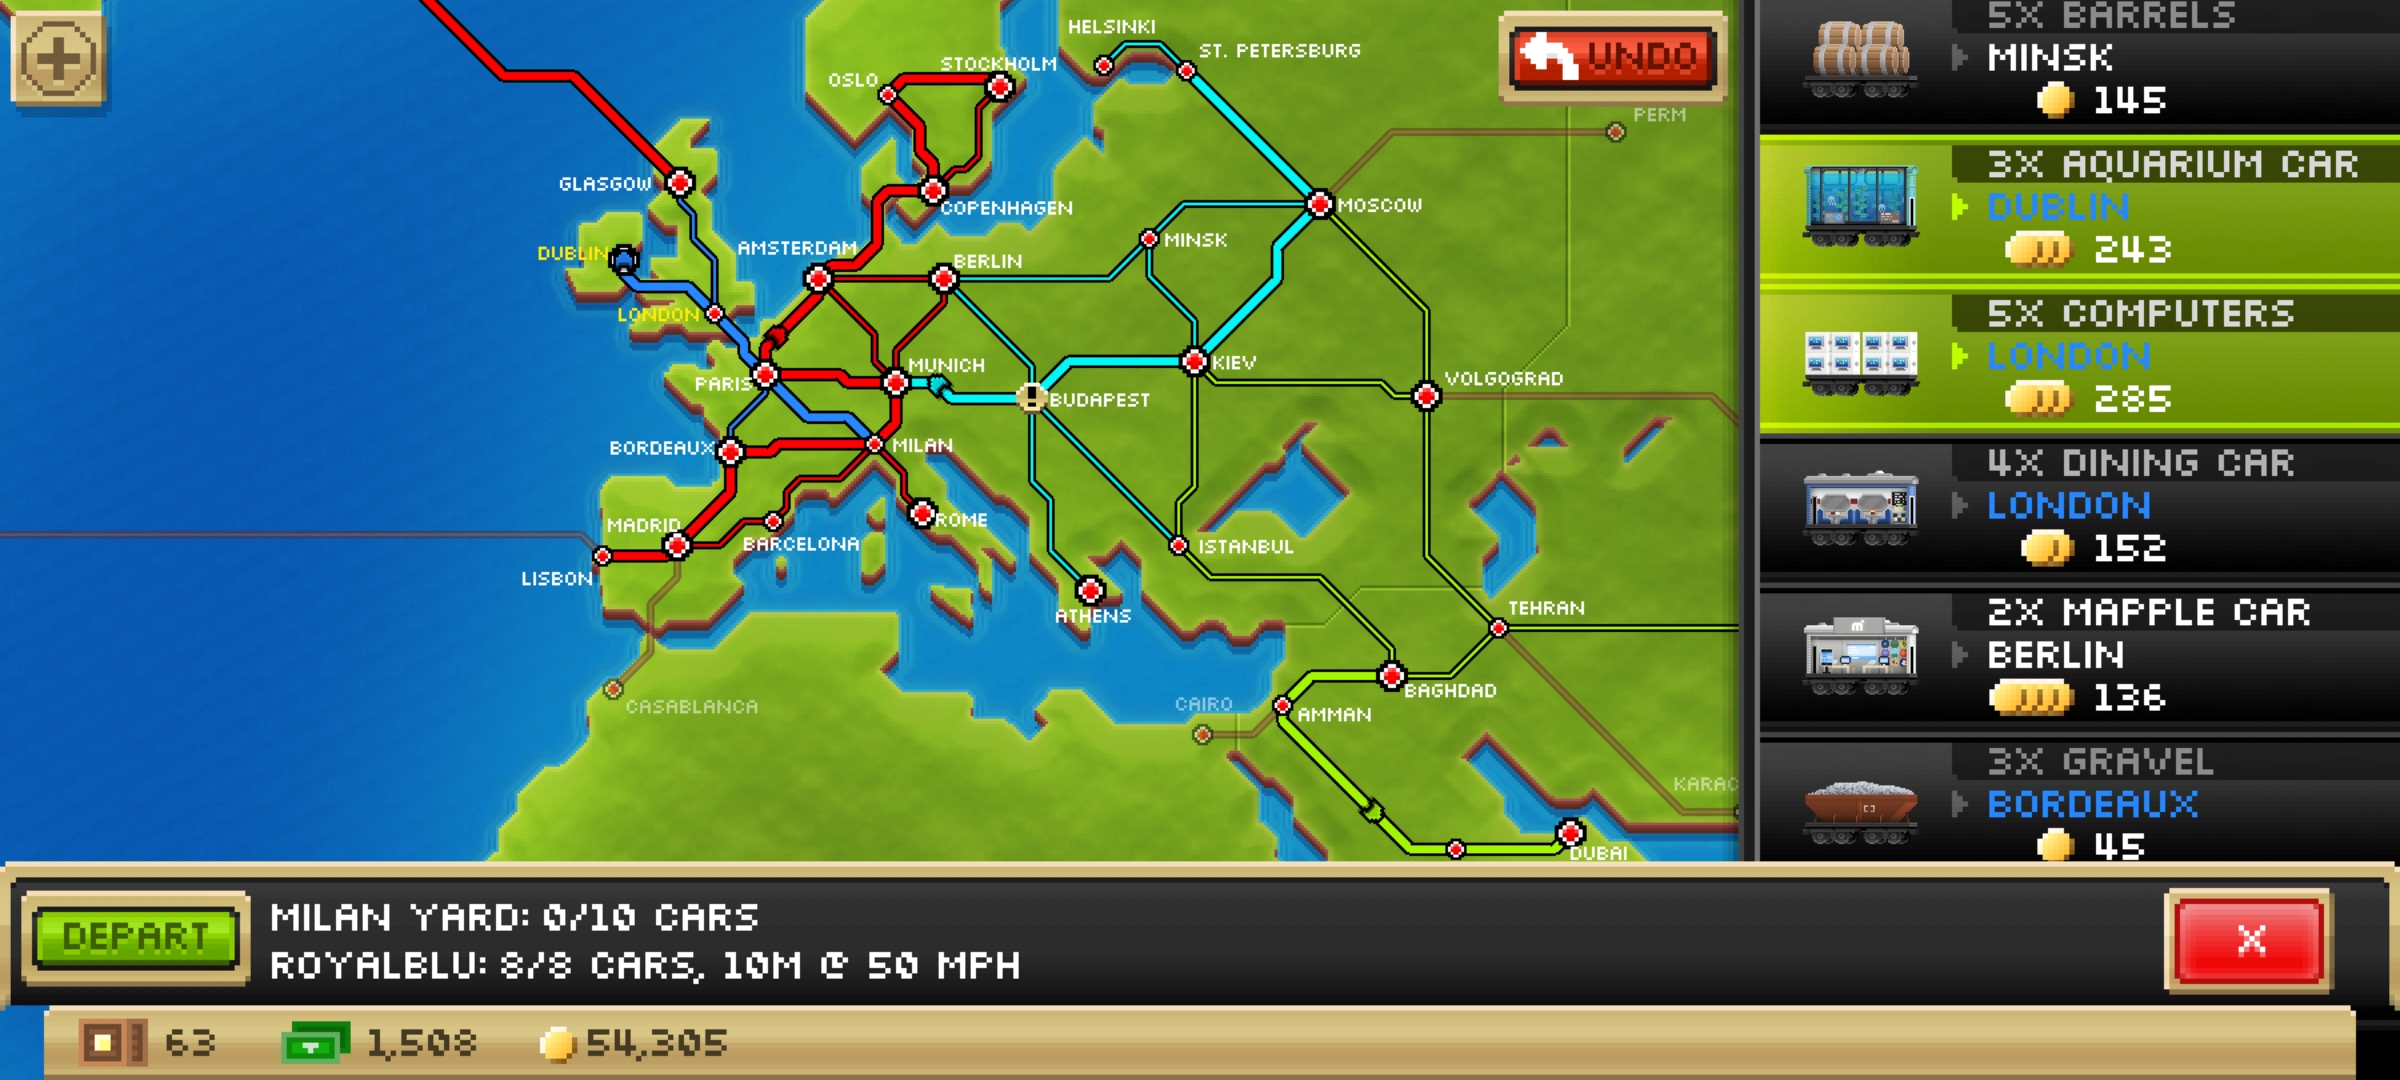 HELSINKI
ST. PETERSBURG
STOCKHOLM
OSLO
UNDO
PERM
GLASGOW
COPENHAGEN
MOSCOW
DUBLIN
AMSTERDAM
BERLIN
MINSK
LONDON
PARIS
MUNICH
KIEV
VOLGOGRAD
BUDAPEST
BORDEAUX
MILAN
MADRID
ROME
BARCELONA
ISTANBUL
LISBON
ATHENS
TEHRAN
BAGHDAD
CASABLANCA
CAIRO
AMMAN
KARAC
DUBAI
5X BARRELS
MINSK
145
3X AQUARIUM CAR
DUBLIN
243
5X COMPUTERS
LONDON
285
4X DINING CAR
LONDON
152
2X MAPPLE CAR
m
BERLIN
136
3X GRAVEL
BORDEAUX
45
DEPART
MILAN YARD: 0/10 CARS
ROYALBLU: 8/8 CARS, 10M @ 50 MPH
X
63
1,508
54,305